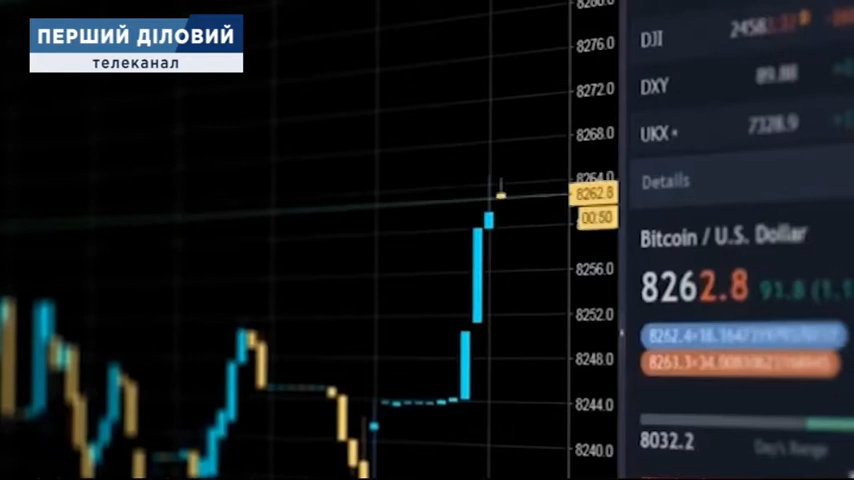 ПЕРШИЙ ДІЛОВИЙ
телеканал
8276.0
8272.0
8268.0
8264.0
8262.8
00:50
8256.0
8252.0
8248.0
8244.0
8240.0
DJI
DXY
89.88
UKX
7328.9
Details
Bitcoin / U.S. Dollar
8262.8
91.8
8032.2
Day's Range